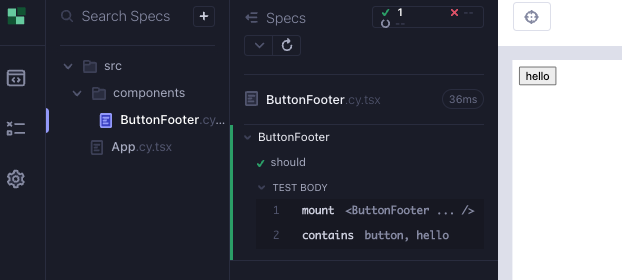 Search Specs
+
src
components
ButtonFooter.cy...
App.cy.tsx
Specs
1
--
--
ButtonFooter.cy.tsx
36ms
ButtonFooter
should
TEST BODY
1 mount <ButtonFooter ... />
2 contains button, hello
hello